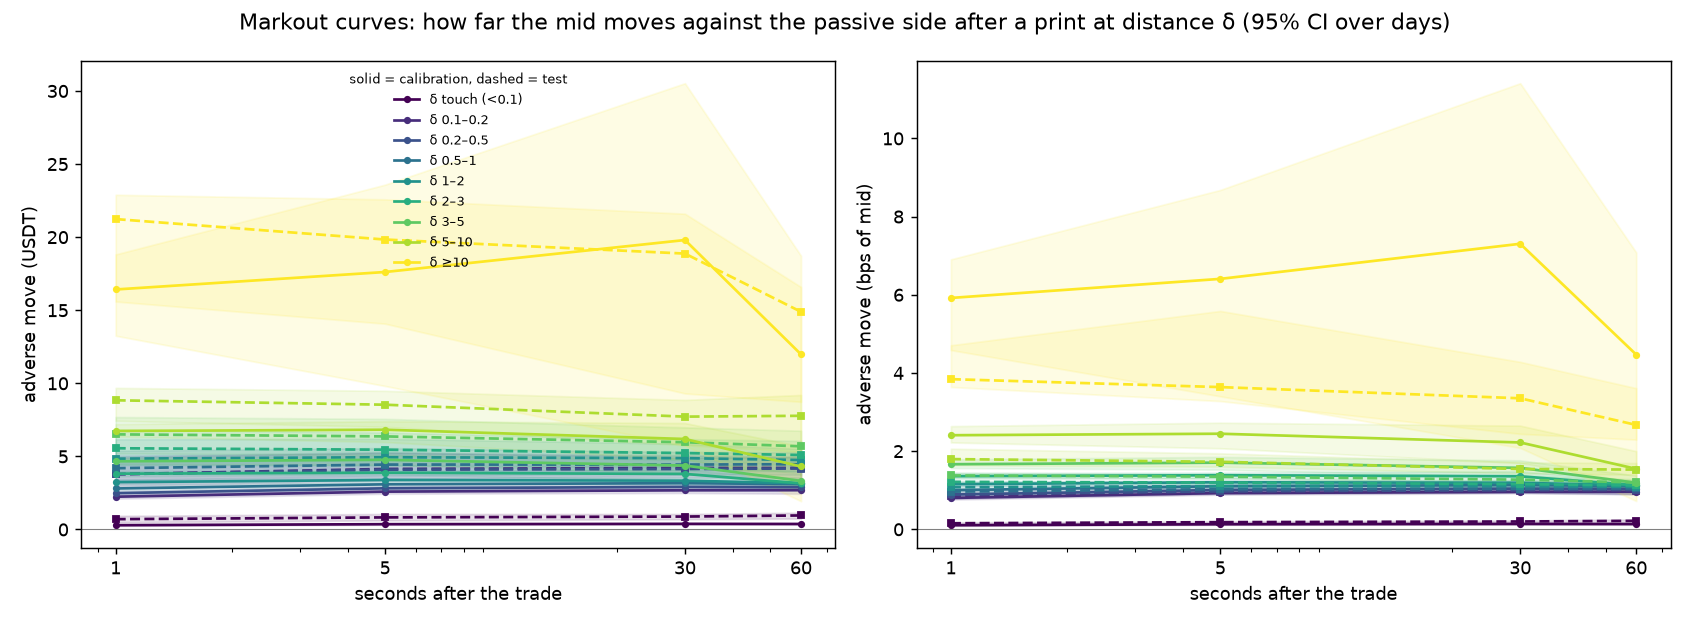 Markout curves: how far the mid moves against the passive side after a print at distance δ (95% CI over days)
adverse move (USDT)
30
25
20
15
10
5
0
solid = calibration, dashed = test
δ touch (<0.1)
δ 0.1–0.2
δ 0.2–0.5
δ 0.5–1
δ 1–2
δ 2–3
δ 3–5
δ 5–10
δ ≥10
1
5
30
60
seconds after the trade
adverse move (bps of mid)
10
8
6
4
2
0
1
5
30
60
seconds after the trade